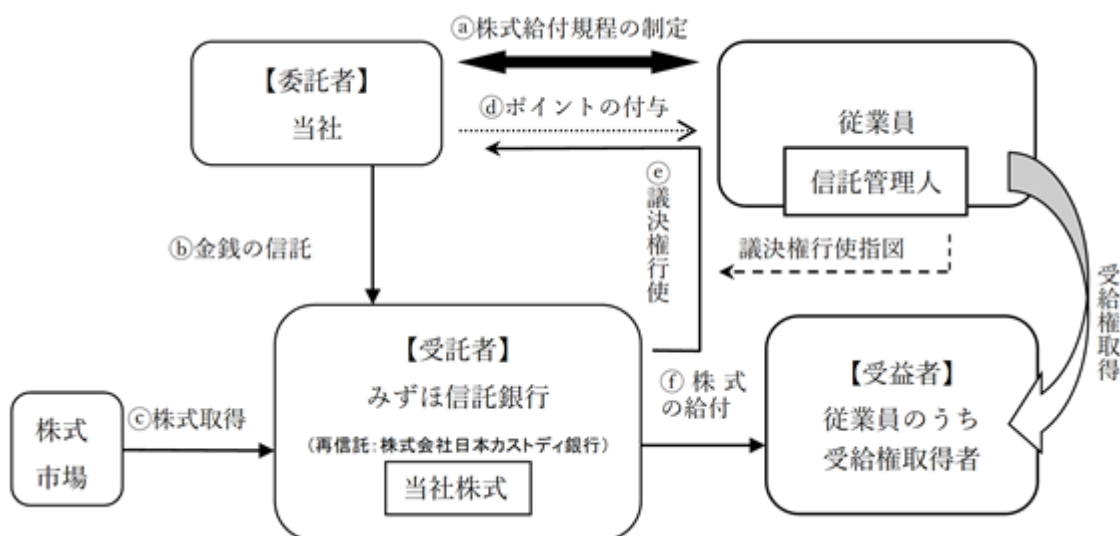 ⓐ株式給付規程の制定
【委託者】
当社
ⓓポイントの付与
従業員
信託管理人
ⓔ議決権行使
ⓑ金銭の信託
議決権行使指図
受給権取得
【受託者】
みずほ信託銀行
(再信託:株式会社日本カストディ銀行)
当社株式
株式
市場
ⓒ株式取得
ⓕ株式
の給付
【受益者】
従業員のうち
受給権取得者